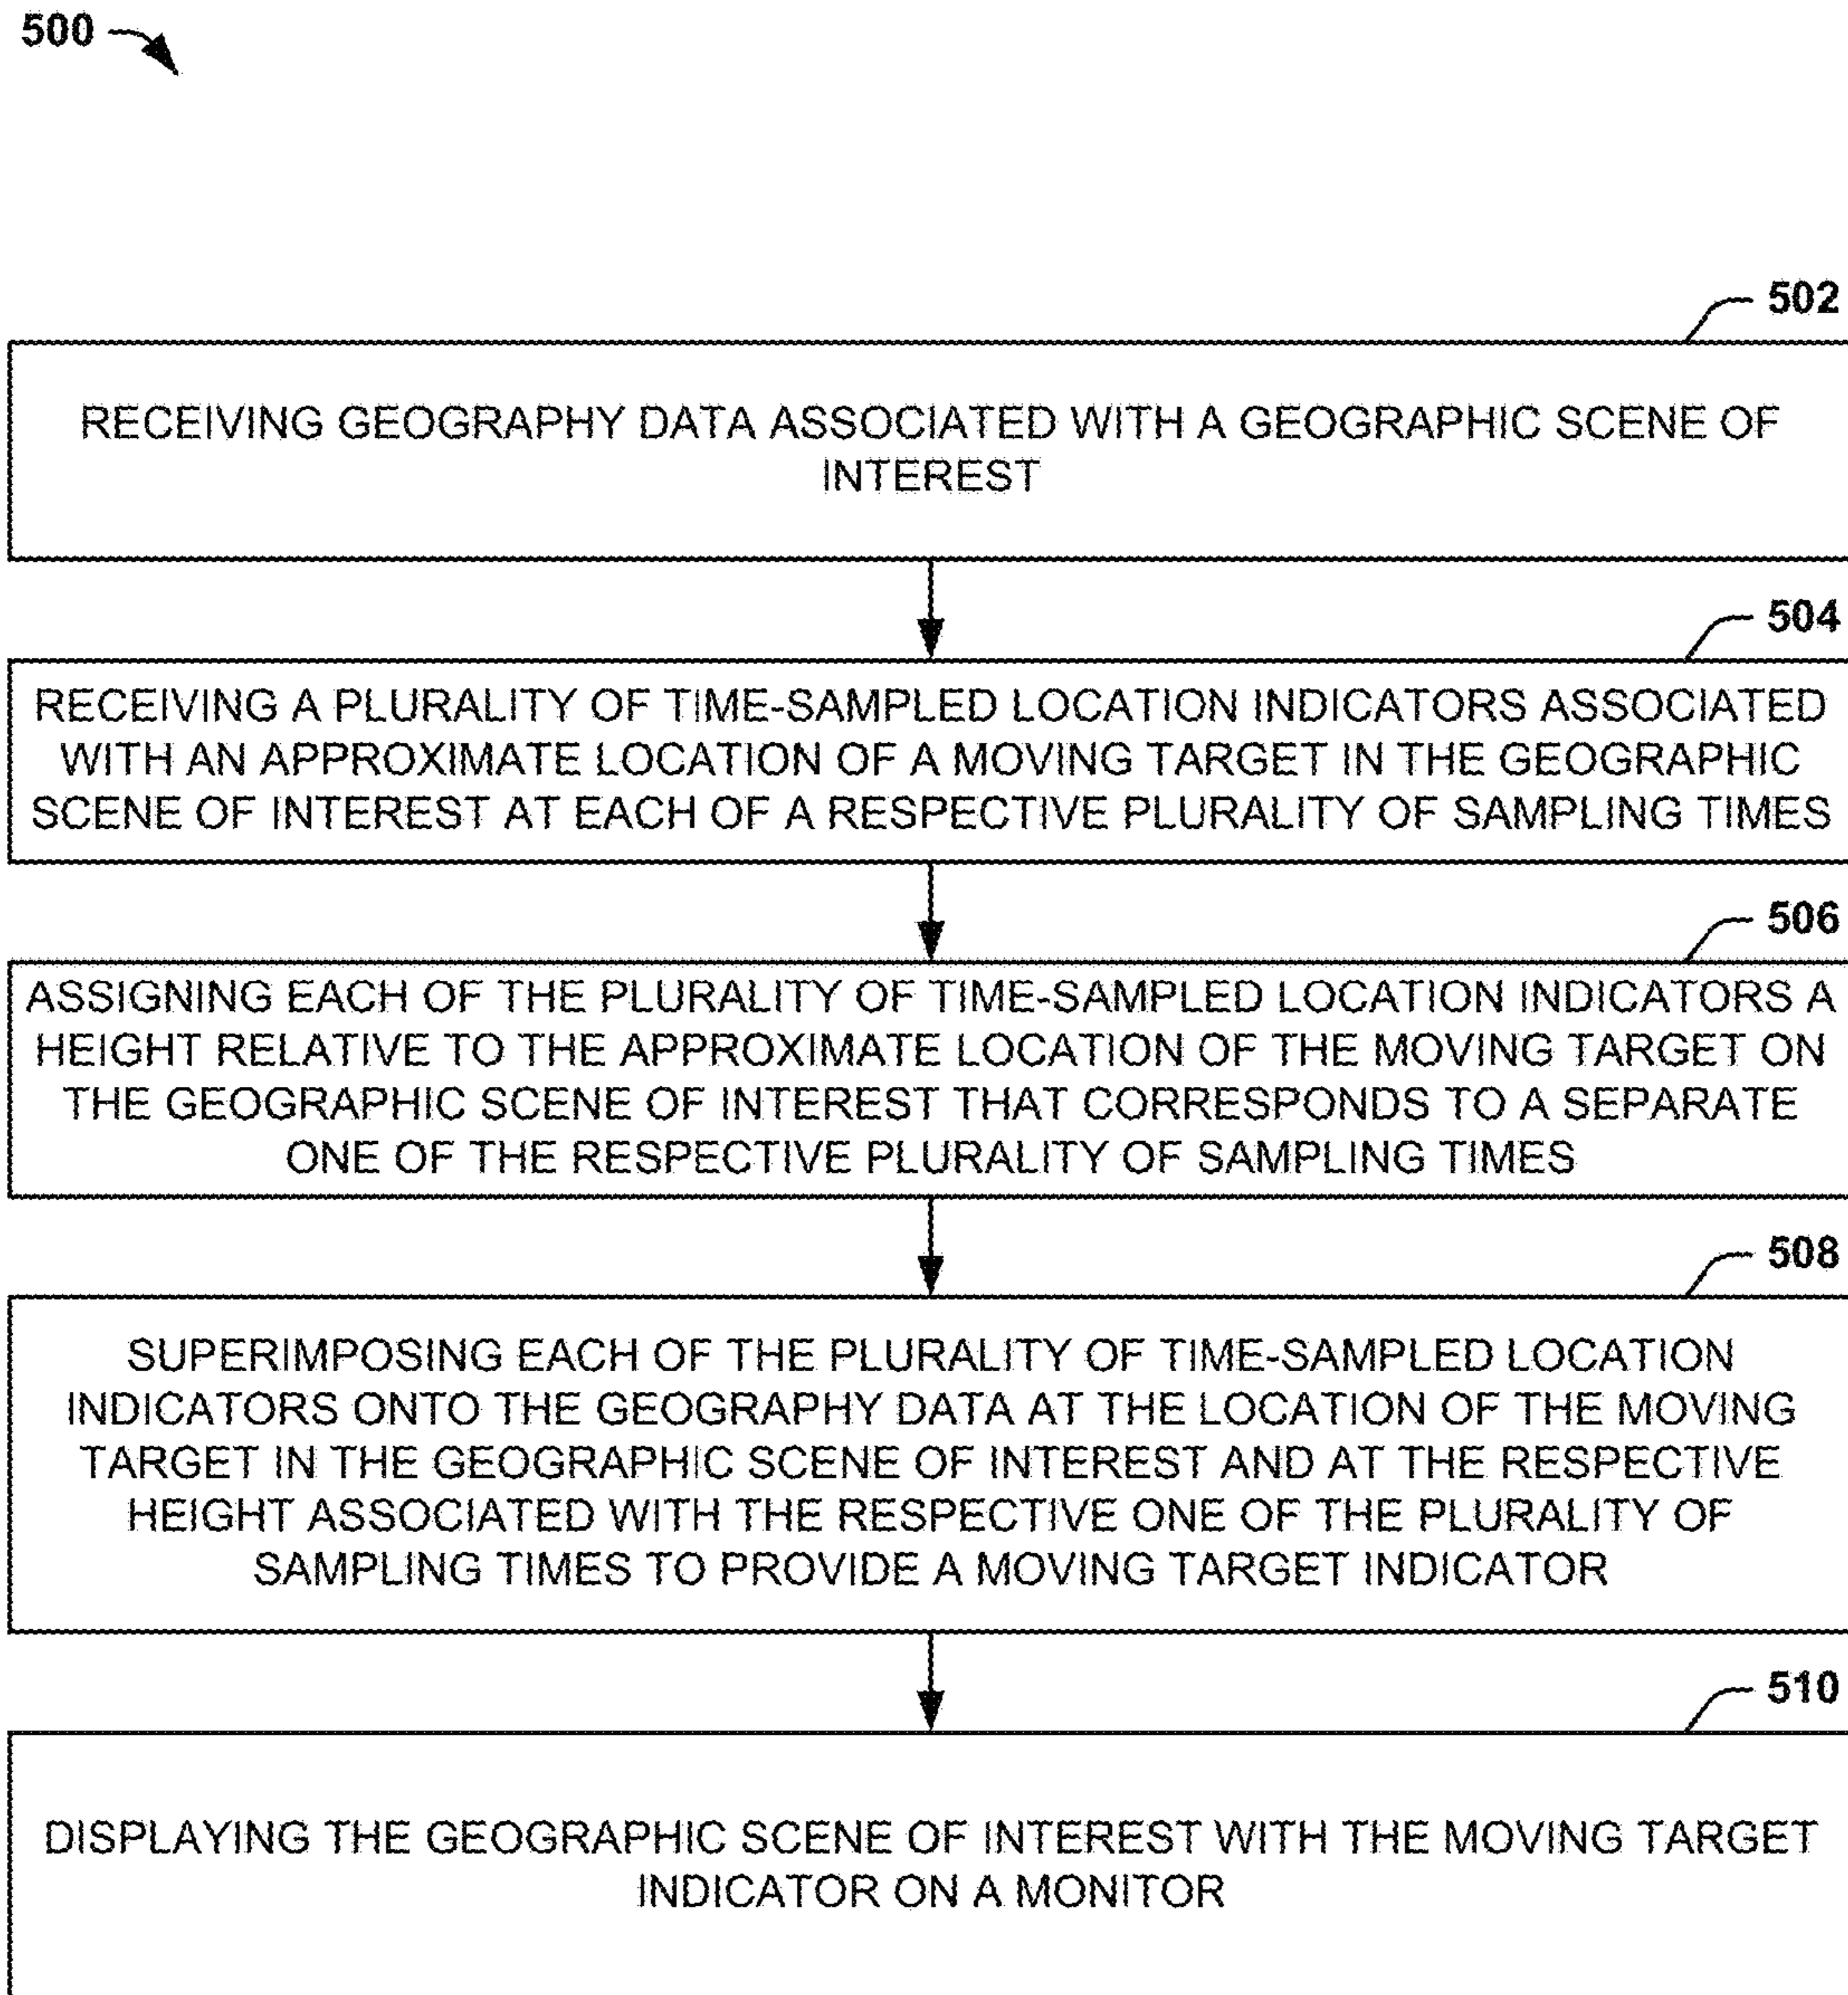 500
502
RECEIVING GEOGRAPHY DATA ASSOCIATED WITH A GEOGRAPHIC SCENE OF
INTEREST
504
RECEIVING A PLURALITY OF TIME-SAMPLED LOCATION INDICATORS ASSOCIATED
WITH AN APPROXIMATE LOCATION OF A MOVING TARGET IN THE GEOGRAPHIC
SCENE OF INTEREST AT EACH OF A RESPECTIVE PLURALITY OF SAMPLING TIMES
506
ASSIGNING EACH OF THE PLURALITY OF TIME-SAMPLED LOCATION INDICATORS A
HEIGHT RELATIVE TO THE APPROXIMATE LOCATION OF THE MOVING TARGET ON
THE GEOGRAPHIC SCENE OF INTEREST THAT CORRESPONDS TO A SEPARATE
ONE OF THE RESPECTIVE PLURALITY OF SAMPLING TIMES
508
SUPERIMPOSING EACH OF THE PLURALITY OF TIME-SAMPLED LOCATION
INDICATORS ONTO THE GEOGRAPHY DATA AT THE LOCATION OF THE MOVING
TARGET IN THE GEOGRAPHIC SCENE OF INTEREST AND AT THE RESPECTIVE
HEIGHT ASSOCIATED WITH THE RESPECTIVE ONE OF THE PLURALITY OF
SAMPLING TIMES TO PROVIDE A MOVING TARGET INDICATOR
510
DISPLAYING THE GEOGRAPHIC SCENE OF INTEREST WITH THE MOVING TARGET
INDICATOR ON A MONITOR